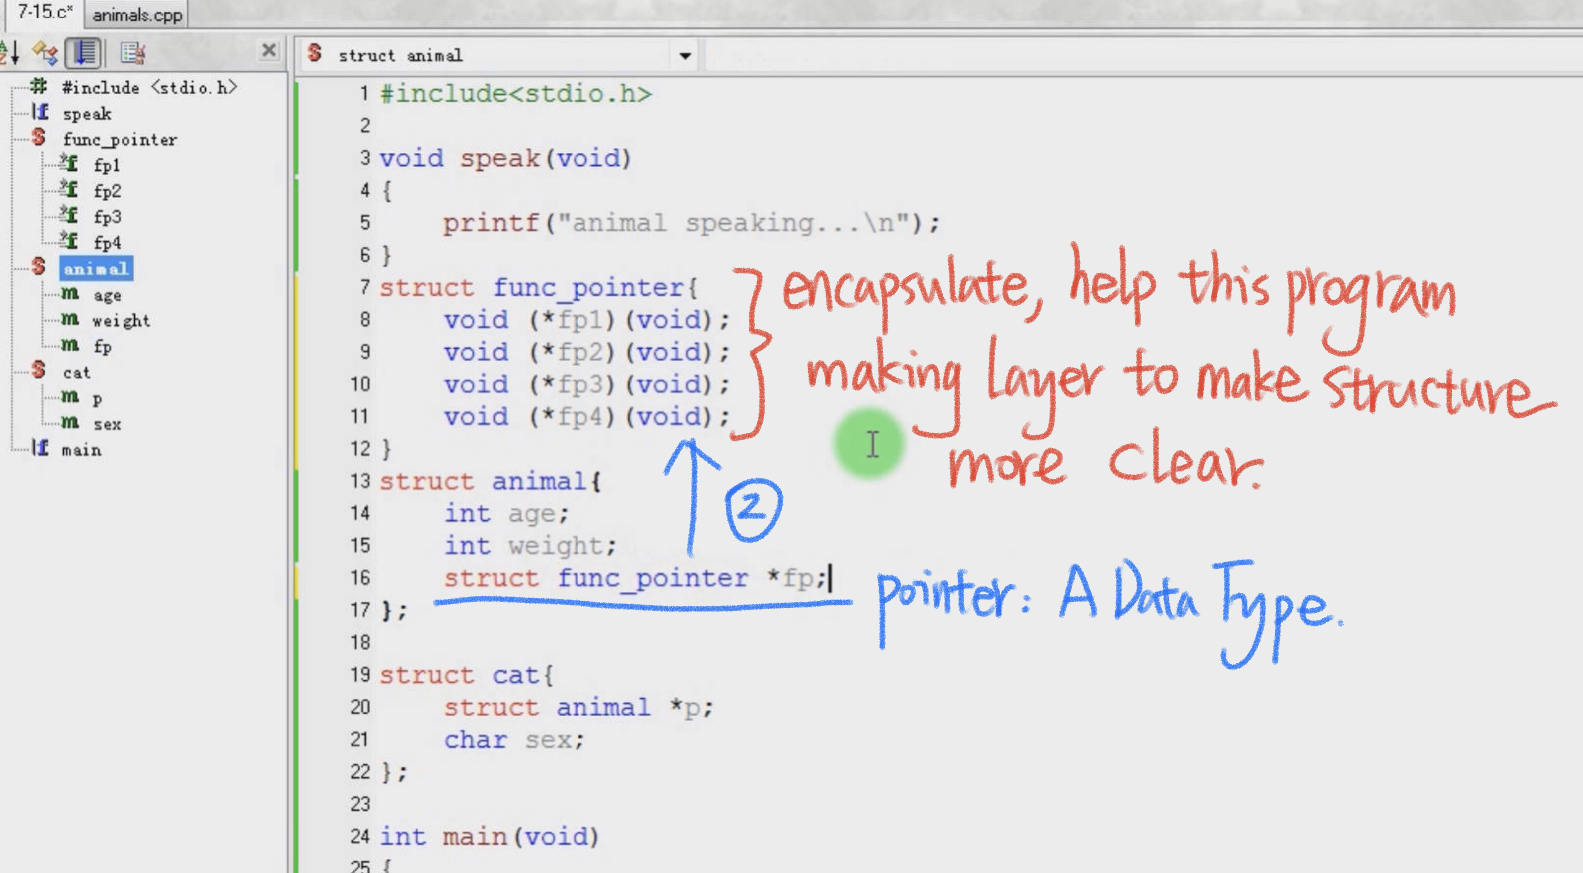 7-15.c* animals.cpp
struct animal
#include <stdio.h>
speak
func_pointer
fp1
fp2
fp3
fp4
animal
age
weight
fp
cat
p
sex
main
1 #include<stdio.h>
2
3 void speak(void)
4 {
5 printf("animal speaking...\n");
6 }
7 struct func_pointer{
8 void (*fp1)(void);
9 void (*fp2)(void);
10 void (*fp3)(void);
11 void (*fp4)(void);
12 }
13 struct animal{
14 int age;
15 int weight;
16 struct func_pointer *fp;
17 };
18
19 struct cat{
20 struct animal *p;
21 char sex;
22 };
23
24 int main(void)
25 {
encapsulate, help this program
making layer to make structure
more clear.
2
pointer: A Data Type.